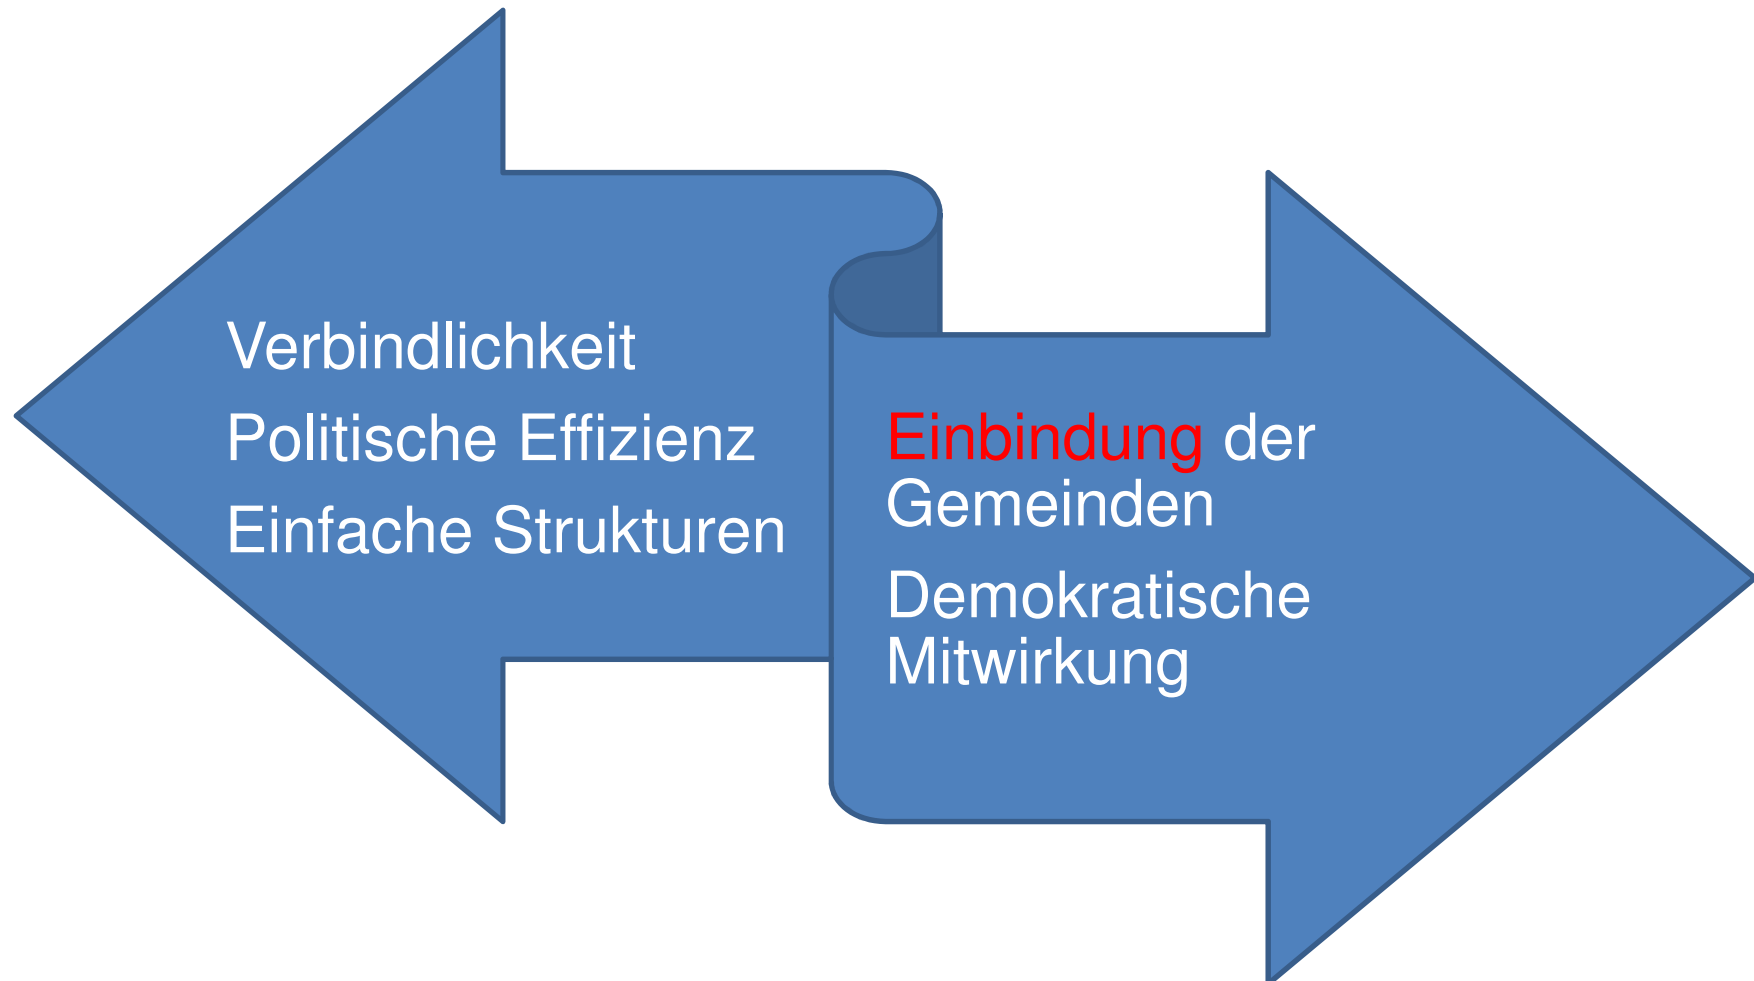 Verbindlichkeit
Politische Effizienz
Einfache Strukturen
Einbindung der
Gemeinden
Demokratische
Mitwirkung